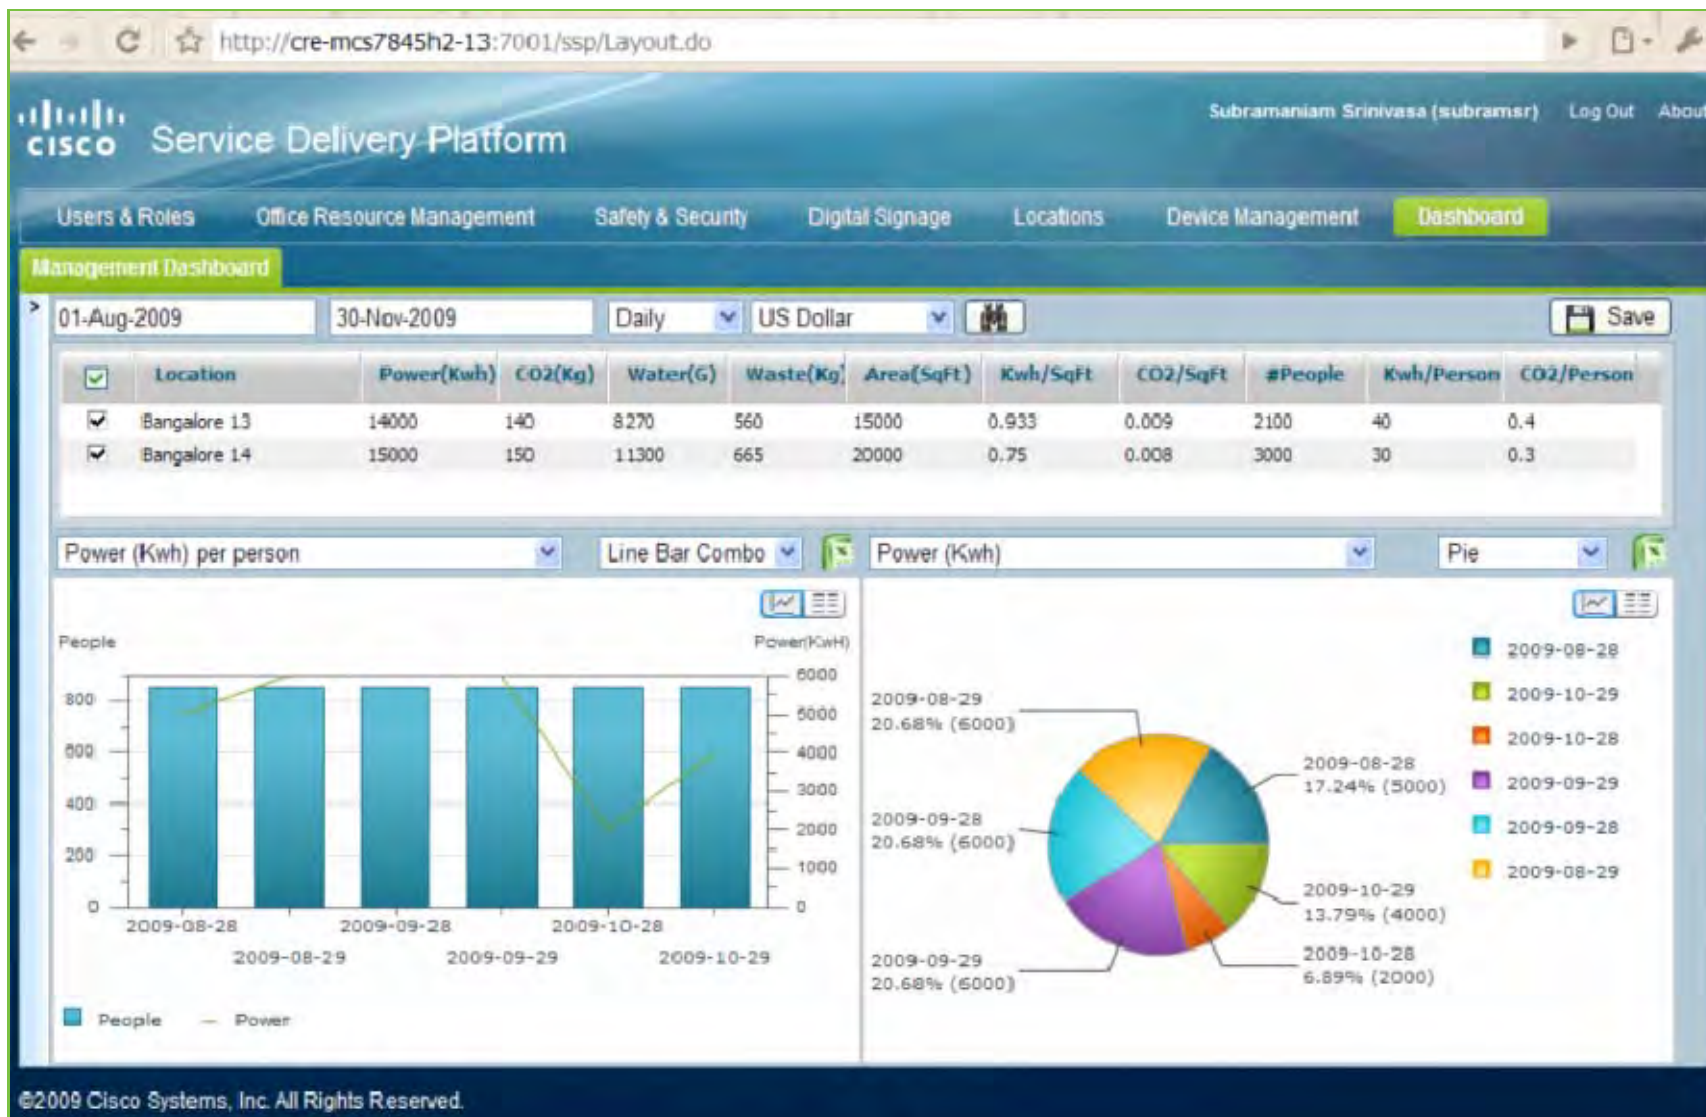 http://cre-mcs7845h2-13:7001/ssp/Layout.do
Subramaniam Srinivasa (subramsr) Log Out About
CISCO Service Delivery Platform
Users & Roles Office Resource Management Safety & Security Digital Signage Locations Device Management Dashboard
Management Dashboard
> 01-Aug-2009 30-Nov-2009 Daily US Dollar Save
Location Power(Kwh) CO2(Kg) Water(G) Waste(Kg) Area(SqFt) Kwh/SqFt CO2/SqFt #People Kwh/Person CO2/Person
Bangalore 13 14000 140 8270 560 15000 0.933 0.009 2100 40 0.4
Bangalore 14 15000 150 11300 665 20000 0.75 0.008 3000 30 0.3
Power (Kwh) per person Line Bar Combo Power (Kwh) Pie
People Power(KwH)
800
600
400
200
0
6000
5000
4000
3000
2000
1000
0
2009-08-28 2009-09-28 2009-10-28
2009-08-29 2009-09-29 2009-10-29
People Power
2009-08-29
20.68% (6000)
2009-09-28
20.68% (6000)
2009-09-29
20.68% (6000)
2009-08-28
17.24% (5000)
2009-10-29
13.79% (4000)
2009-10-28
6.89% (2000)
2009-08-28
2009-10-29
2009-10-28
2009-09-29
2009-09-28
2009-08-29
©2009 Cisco Systems, Inc. All Rights Reserved.